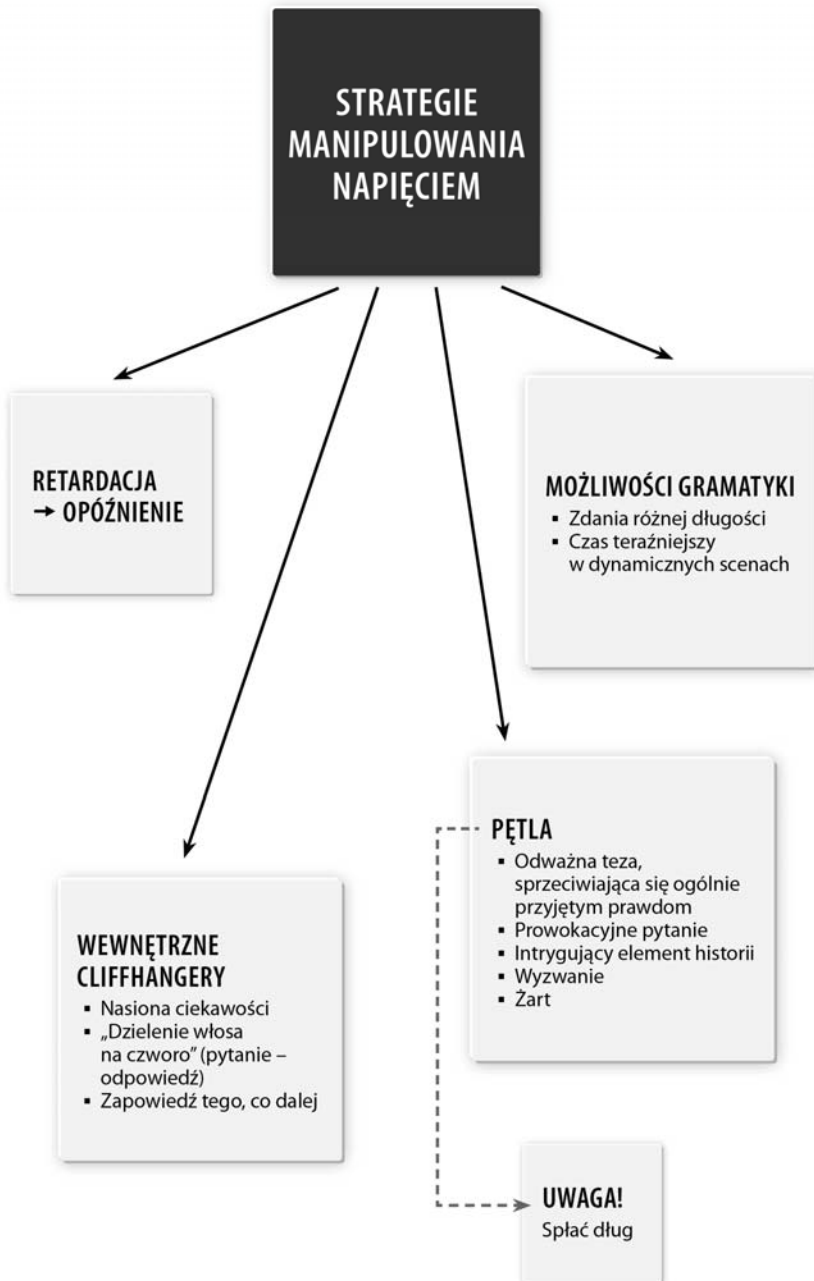 STRATEGIE
MANIPULOWANIA
NAPIĘCIEM
RETARDACJA
→ OPÓŹNIENIE
MOŻLIWOŚCI GRAMATYKI
▪ Zdania różnej długości
▪ Czas teraźniejszy
w dynamicznych scenach
WEWNĘTRZNE
CLIFFHANGERY
▪ Nasiona ciekawości
▪ „Dzielenie włosa
na czworo” (pytanie –
odpowiedź)
▪ Zapowiedź tego, co dalej
PĘTLA
▪ Odważna teza,
sprzeciwiająca się ogólnie
przyjętym prawdom
▪ Prowokacyjne pytanie
▪ Intrygujący element historii
▪ Wyzwanie
▪ Żart
UWAGA!
Spłać dług